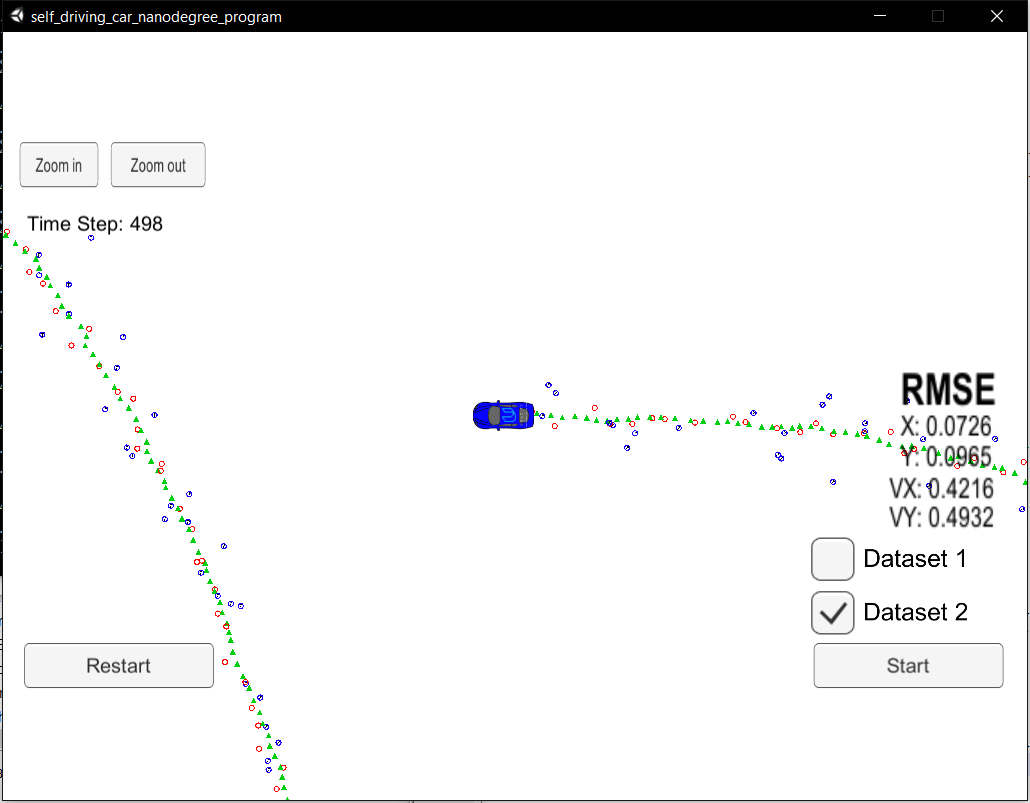 self_driving_car_nanodegree_program
Zoom in
Zoom out
Time Step: 498
RMSE
X: 0.0726
Y: 0.0965
VX: 0.4216
VY: 0.4932
Dataset 1
Dataset 2
Restart
Start